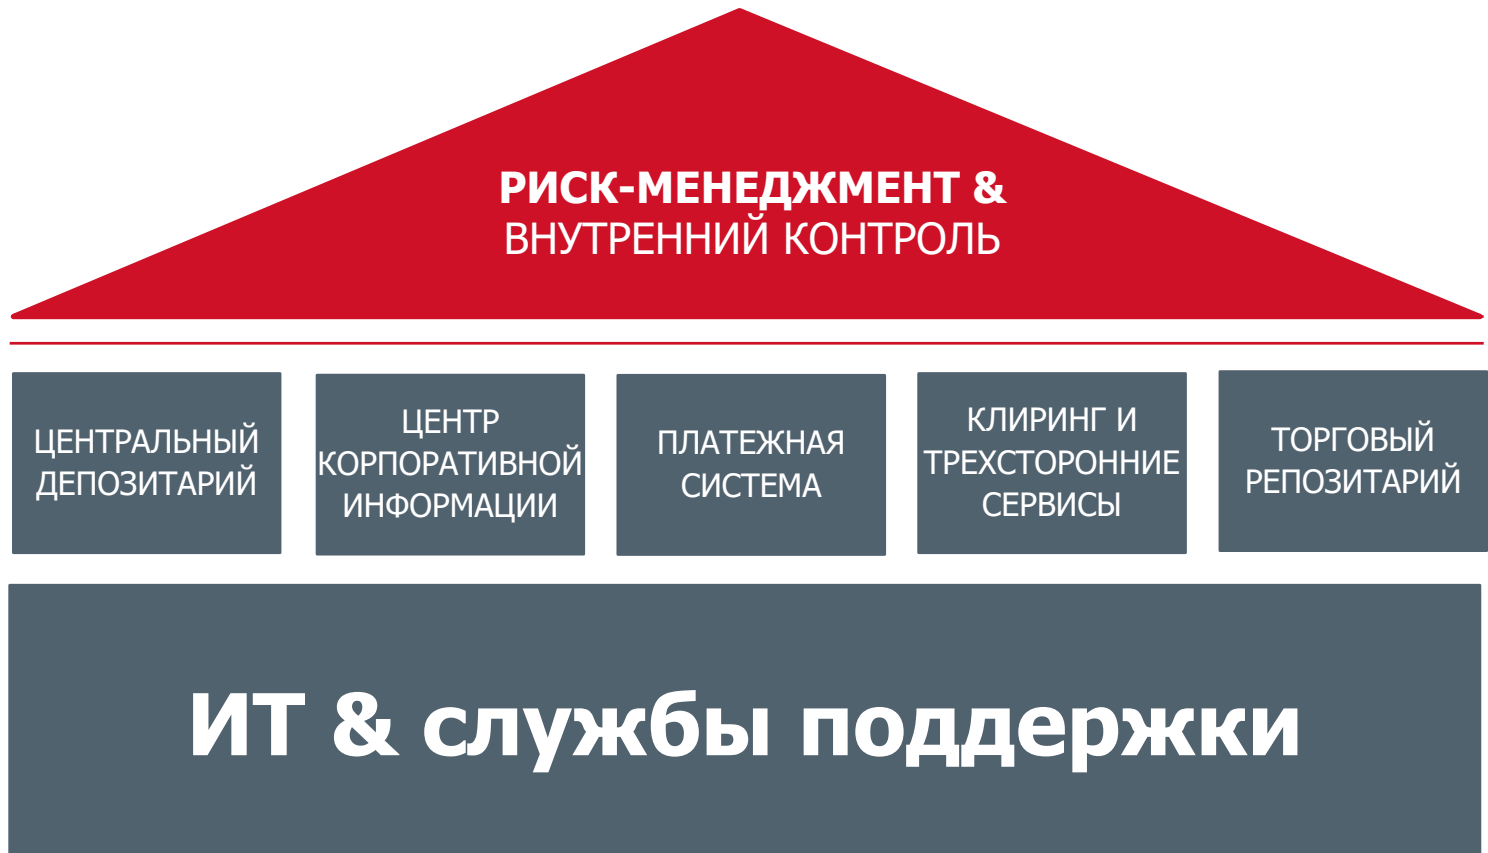 РИСК-МЕНЕДЖМЕНТ &
ВНУТРЕННИЙ КОНТРОЛЬ
ЦЕНТРАЛЬНЫЙ
ДЕПОЗИТАРИЙ
ЦЕНТР
КОРПОРАТИВНОЙ
ИНФОРМАЦИИ
ПЛАТЕЖНАЯ
СИСТЕМА
КЛИРИНГ И
ТРЕХСТОРОННИЕ
СЕРВИСЫ
ТОРГОВЫЙ
РЕПОЗИТАРИЙ
ИТ & службы поддержки